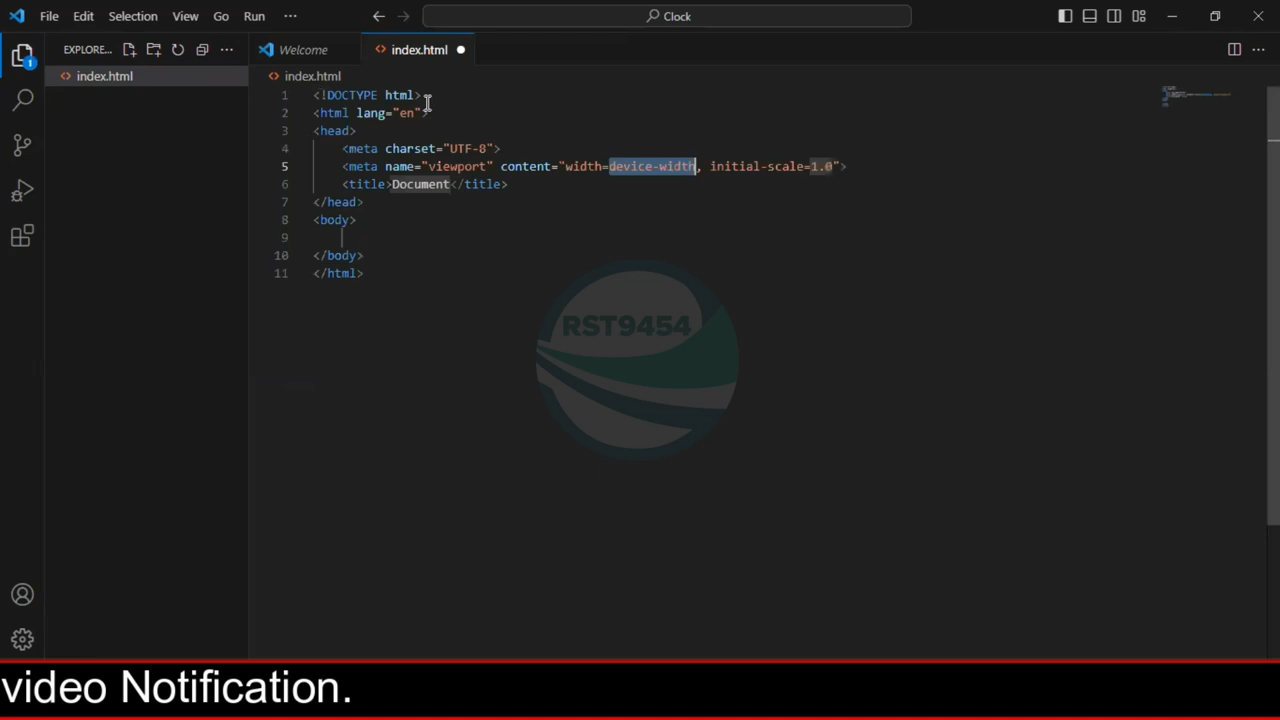 File Edit Selection View Go Run ··· Clock
EXPLORE... Welcome index.html
1
index.html
index.html
1 <!DOCTYPE html>
2 <html lang="en">
3 <head>
4 <meta charset="UTF-8">
5 <meta name="viewport" content="width=device-width, initial-scale=1.0">
6 <title>Document</title>
7 </head>
8 <body>
9
10 </body>
11 </html>
RST9454
video Notification.